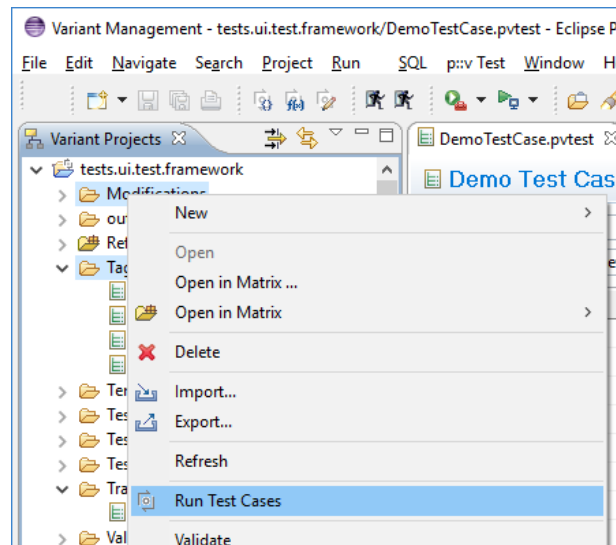 Variant Management - tests.ui.test.framework/DemoTestCase.pvtest - Eclipse P
File Edit Navigate Search Project Run SQL p::v Test Window H
Variant Projects
DemoTestCase.pvtest
tests.ui.test.framework
Demo Test Cas
Modifications
New
Open
Open in Matrix ...
Open in Matrix
Delete
Import...
Export...
Refresh
Run Test Cases
Validate